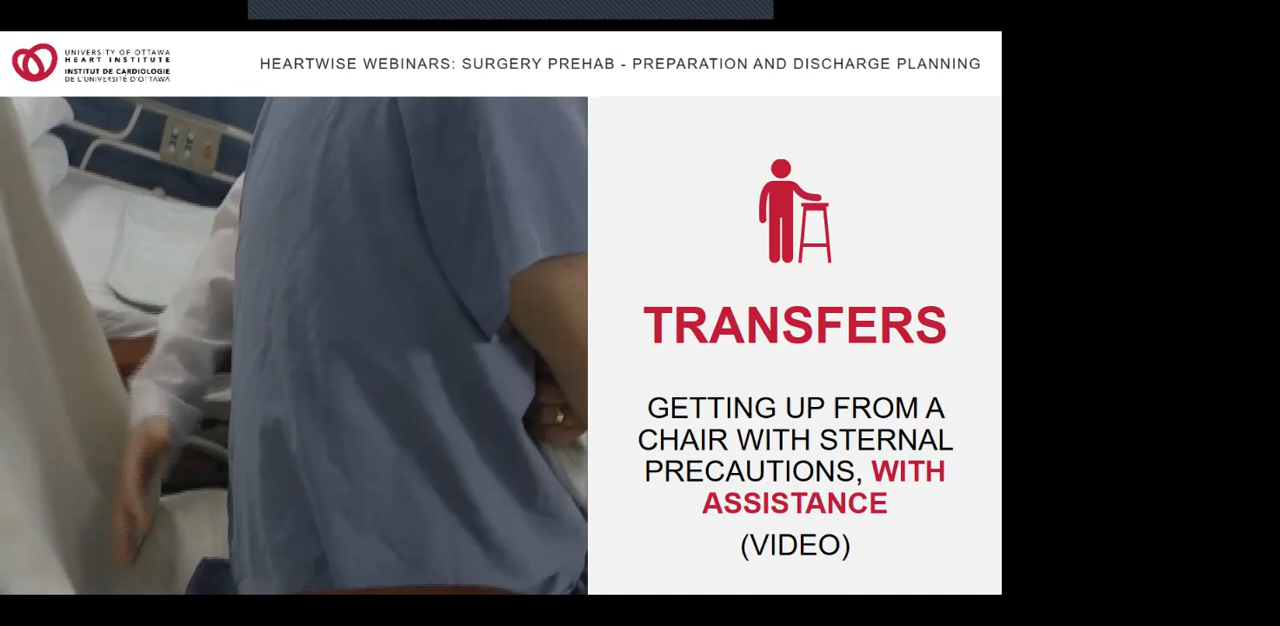 UNIVERSITY OF OTTAWA
HEART INSTITUTE
INSTITUT DE CARDIOLOGIE
DE L'UNIVERSITÉ D'OTTAWA
HEARTWISE WEBINARS: SURGERY PREHAB - PREPARATION AND DISCHARGE PLANNING
TRANSFERS
GETTING UP FROM A
CHAIR WITH STERNAL
PRECAUTIONS, WITH
ASSISTANCE
(VIDEO)